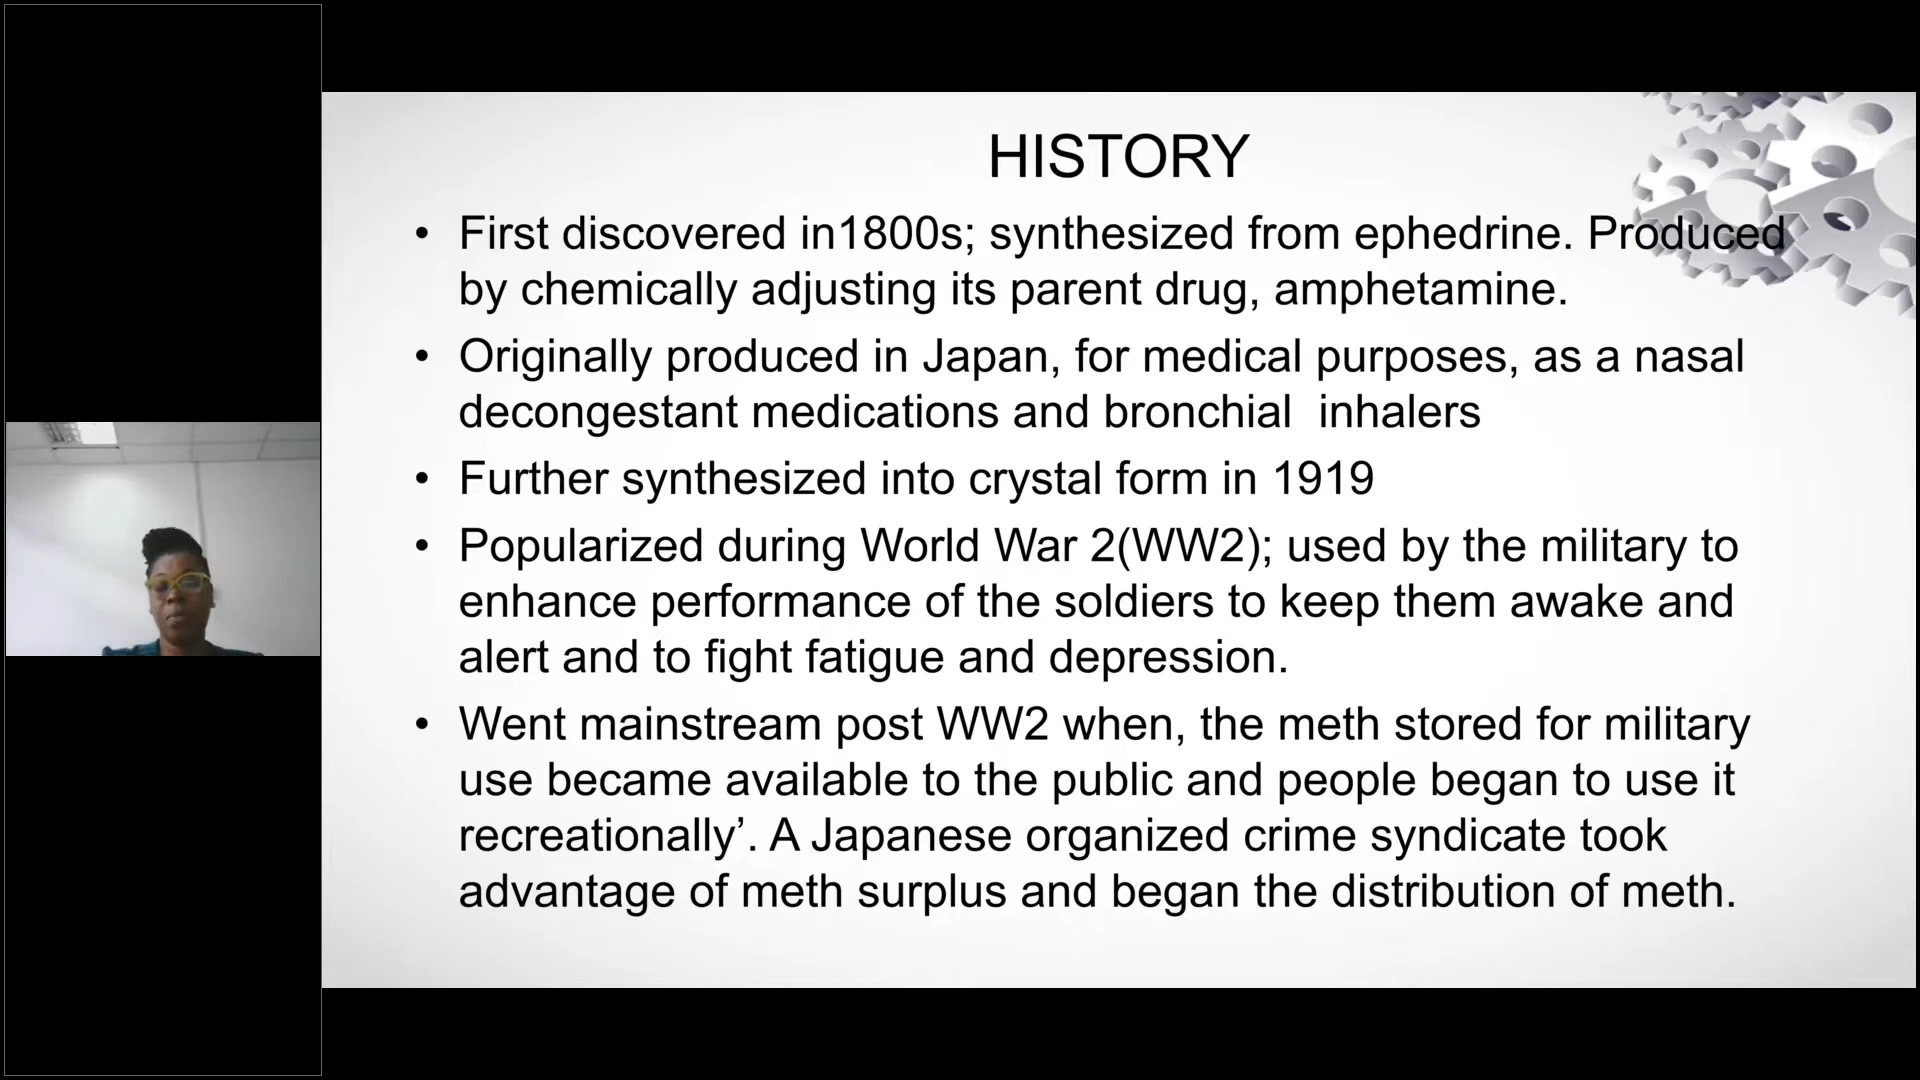 HISTORY
• First discovered in1800s; synthesized from ephedrine. Produced
by chemically adjusting its parent drug, amphetamine.
• Originally produced in Japan, for medical purposes, as a nasal
decongestant medications and bronchial  inhalers
• Further synthesized into crystal form in 1919
• Popularized during World War 2(WW2); used by the military to
enhance performance of the soldiers to keep them awake and
alert and to fight fatigue and depression.
• Went mainstream post WW2 when, the meth stored for military
use became available to the public and people began to use it
recreationally’. A Japanese organized crime syndicate took
advantage of meth surplus and began the distribution of meth.